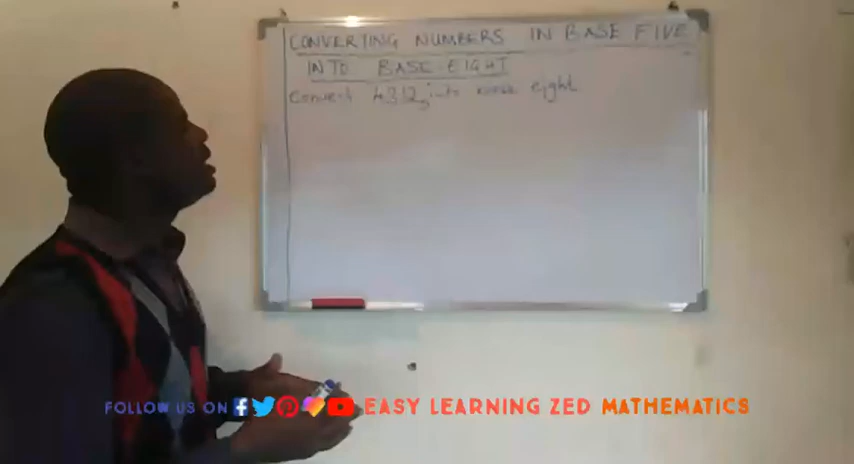 CONVERTING NUMBERS IN BASE FIVE
INTO BASE-EIGHT
Convert 4312₅ into base eight
FOLLOW US ON EASY LEARNING ZED MATHEMATICS